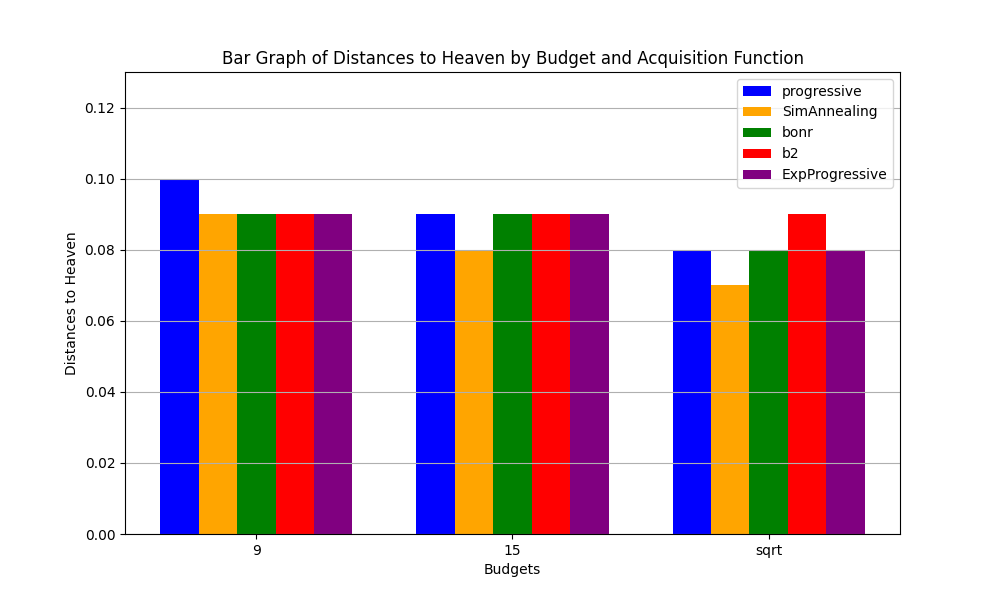 Bar Graph of Distances to Heaven by Budget and Acquisition Function
progressive
SimAnnealing
bonr
b2
ExpProgressive
Distances to Heaven
0.12
0.10
0.08
0.06
0.04
0.02
0.00
9
15
sqrt
Budgets